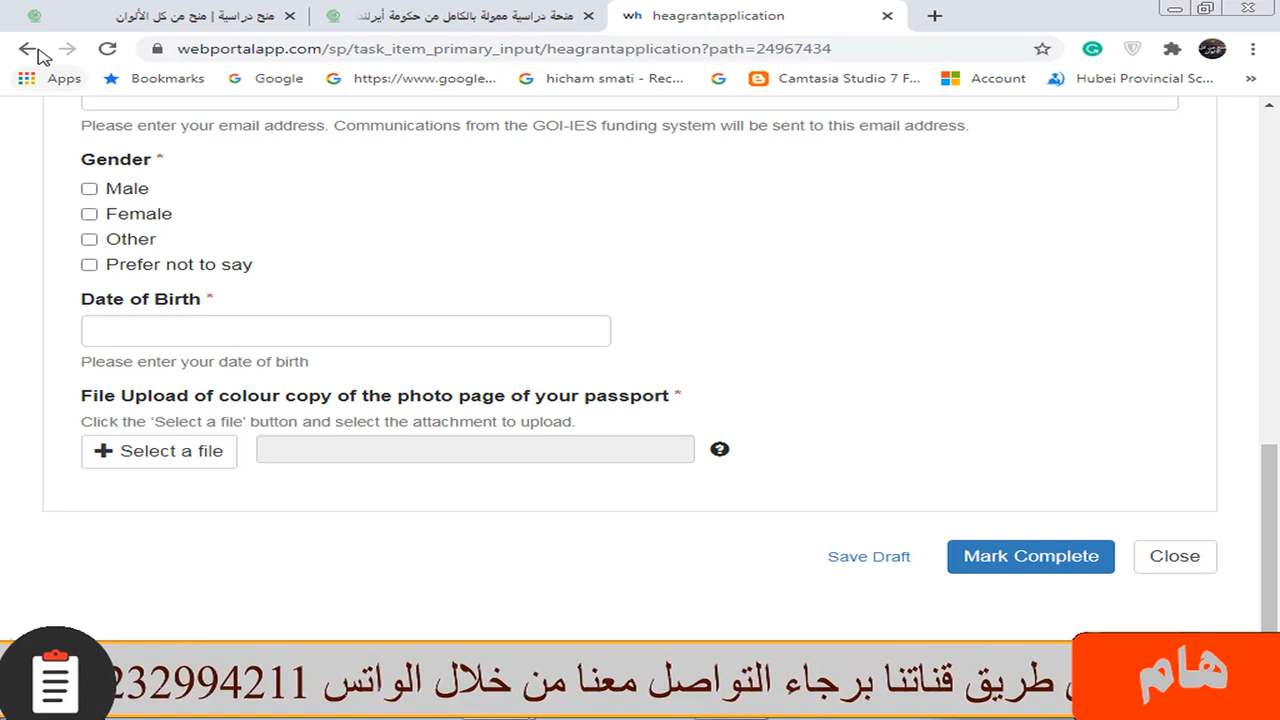 منح دراسية | منح من كل الألوان
منحة دراسية ممولة بالكامل من حكومة أيرلندا
wh heagrantapplication
webportalapp.com/sp/task_item_primary_input/heagrantapplication?path=24967434
Apps
Bookmarks
Google
https://www.google...
hicham smati - Rec...
Camtasia Studio 7 F...
Account
Hubei Provincial Sc...
»
Please enter your email address. Communications from the GOI-IES funding system will be sent to this email address.
Gender *
Male
Female
Other
Prefer not to say
Date of Birth *
Please enter your date of birth
File Upload of colour copy of the photo page of your passport *
Click the ‘Select a file’ button and select the attachment to upload.
+ Select a file
Save Draft
Mark Complete
Close
هام
طريق قناتنا برجاء التواصل معنا من خلال الواتس 232994211